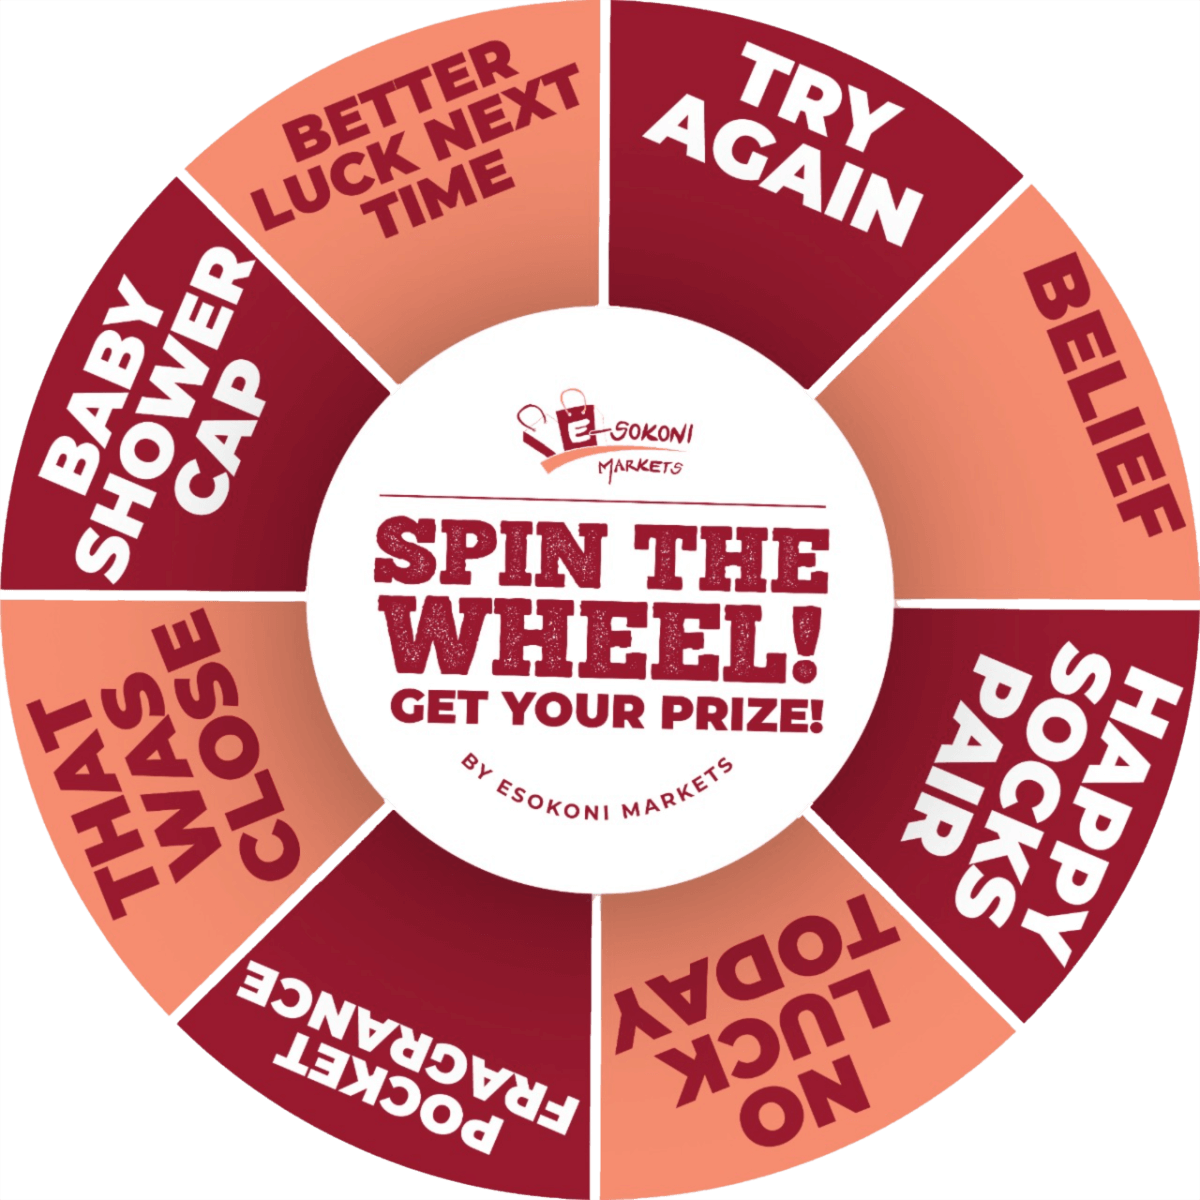 BETTER
LUCK NEXT
TIME
TRY
AGAIN
BELIEF
HAPPY
SOCKS
PAIR
NO
LUCK
TODAY
POCKET
FRAGRANCE
THAT
WAS
CLOSE
BABY
SHOWER
CAP
E-SOKONI
MARKETS
SPIN THE
WHEEL!
GET YOUR PRIZE!
BY ESOKONI MARKETS